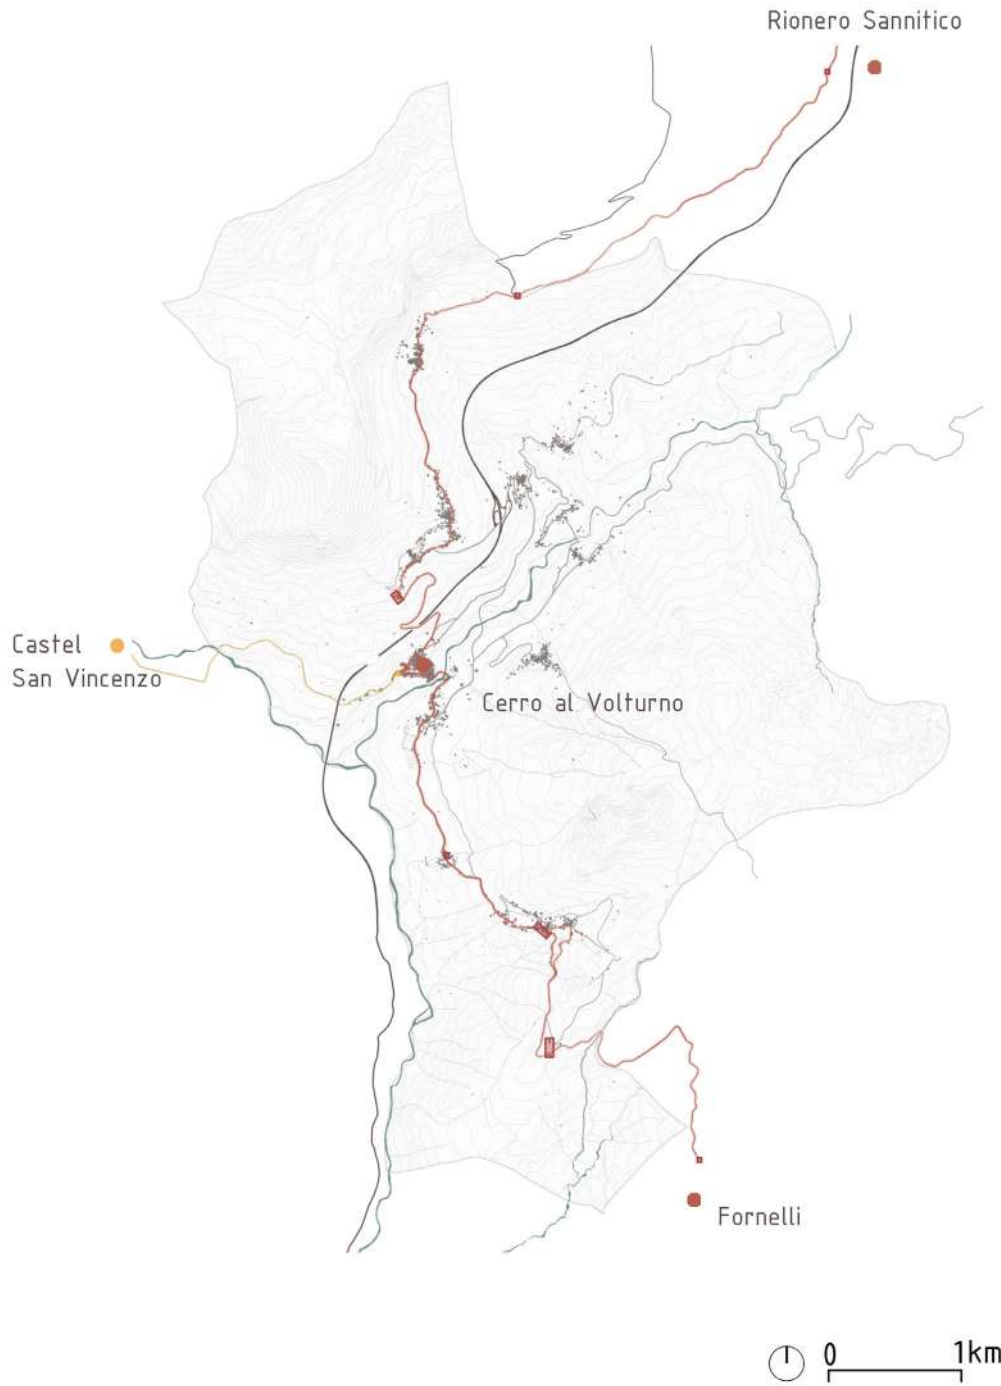 Rionero Sannitico
Castel
San Vincenzo
Cerro al Volturno
Fornelli
0 1km